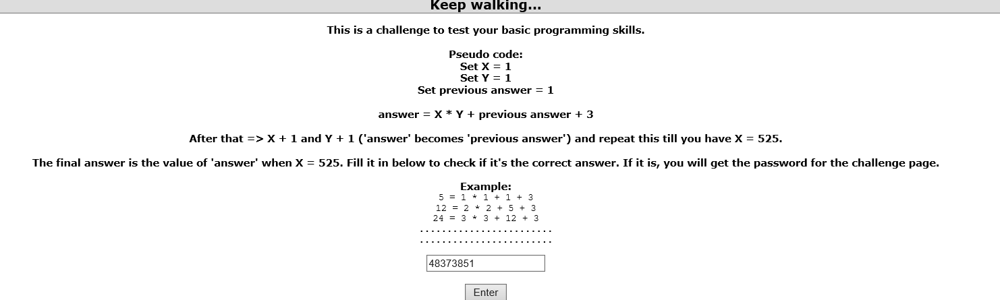 Keep walking...
This is a challenge to test your basic programming skills.
Pseudo code:
Set X = 1
Set Y = 1
Set previous answer = 1
answer = X * Y + previous answer + 3
After that => X + 1 and Y + 1 ('answer' becomes 'previous answer') and repeat this till you have X = 525.
The final answer is the value of 'answer' when X = 525. Fill it in below to check if it's the correct answer. If it is, you will get the password for the challenge page.
Example:
5 = 1 * 1 + 1 + 3
12 = 2 * 2 + 5 + 3
24 = 3 * 3 + 12 + 3
........................
........................
48373851
Enter